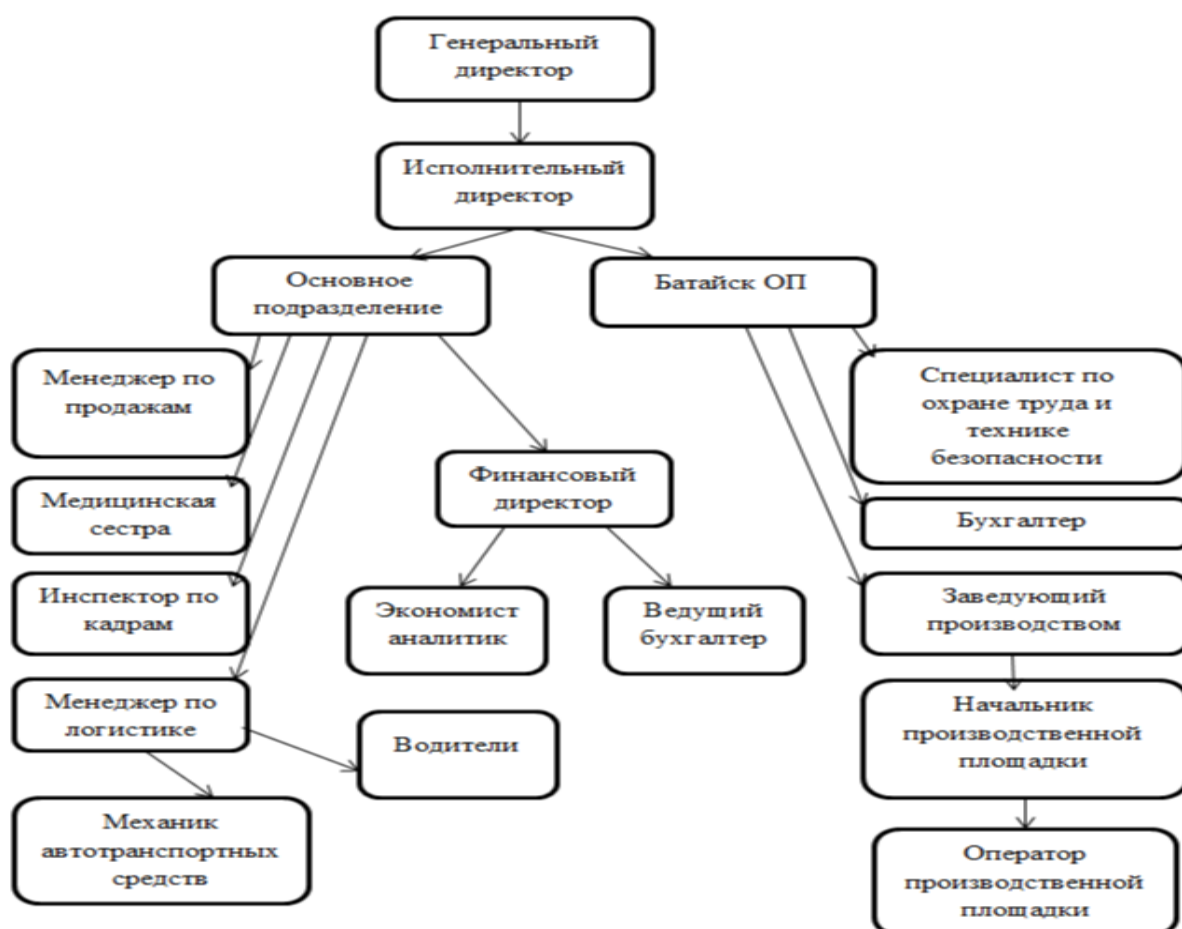 Генеральный
директор
Исполнительный
директор
Основное
подразделение
Батайск ОП
Менеджер по
продажам
Специалист по
охране труда и
технике
безопасности
Финансовый
директор
Медицинская
сестра
Бухгалтер
Инспектор по
кадрам
Экономист
аналитик
Ведущий
бухгалтер
Заведующий
производством
Менеджер по
логистике
Водители
Начальник
производственной
площадки
Механик
автотранспортных
средств
Оператор
производственной
площадки